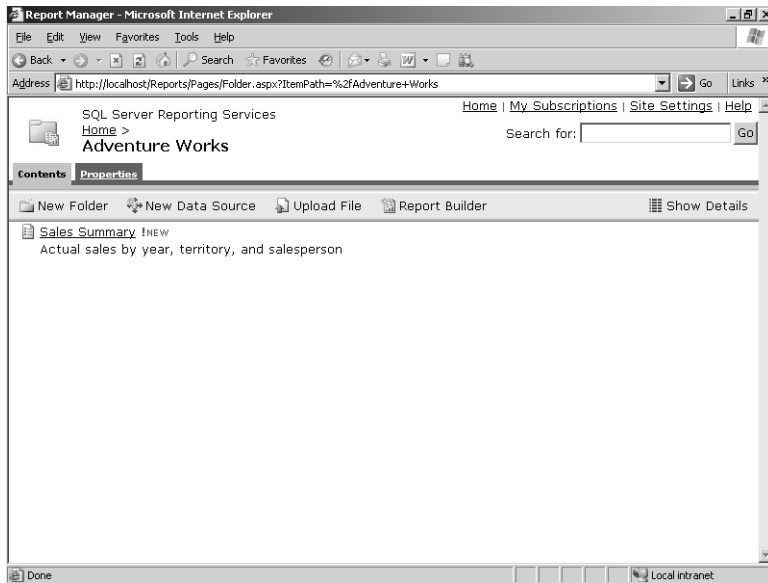 Report Manager - Microsoft Internet Explorer
File Edit View Favorites Tools Help
Back Search Favorites
Address http://localhost/Reports/Pages/Folder.aspx?ItemPath=%2fAdventure+Works Go Links »
Home | My Subscriptions | Site Settings | Help
SQL Server Reporting Services
Home >
Search for: Go
Adventure Works
Contents Properties
New Folder New Data Source Upload File Report Builder Show Details
Sales Summary !NEW
Actual sales by year, territory, and salesperson
Done Local intranet